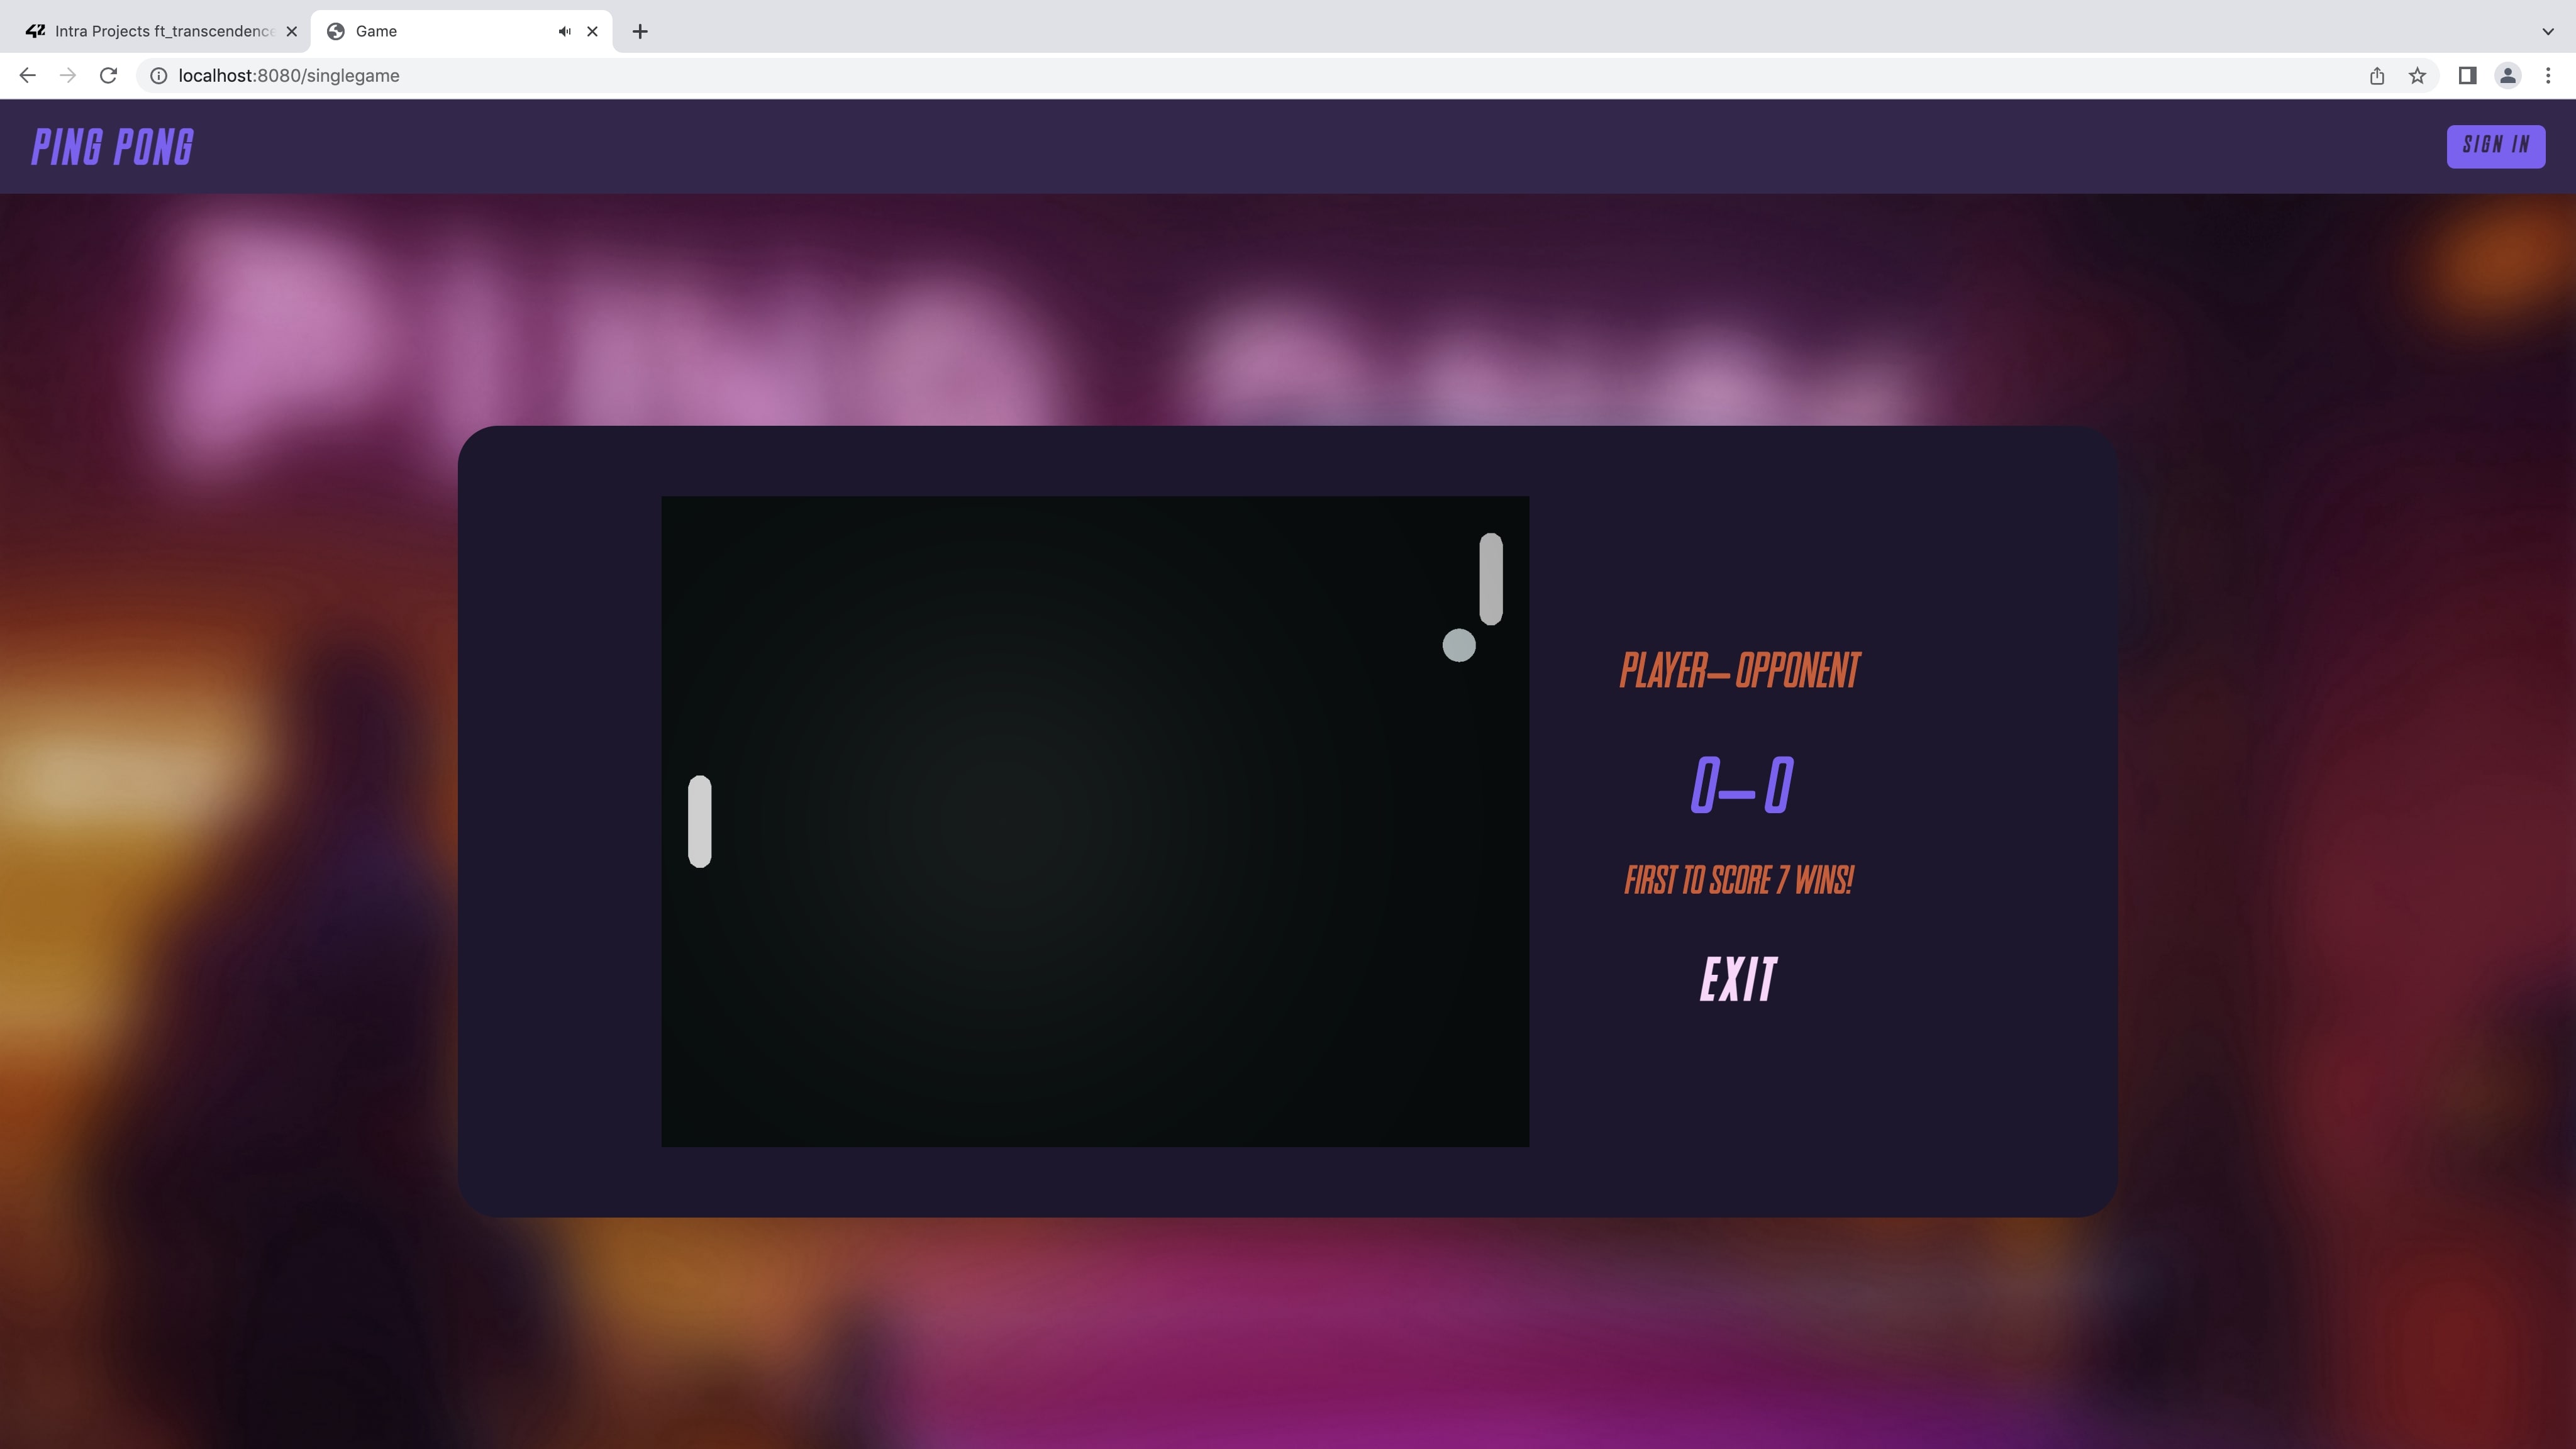 Intra Projects ft_transcendence
Game
localhost:8080/singlegame
PING PONG
SIGN IN
PLAYER— OPPONENT
0— 0
FIRST TO SCORE 7 WINS!
EXIT